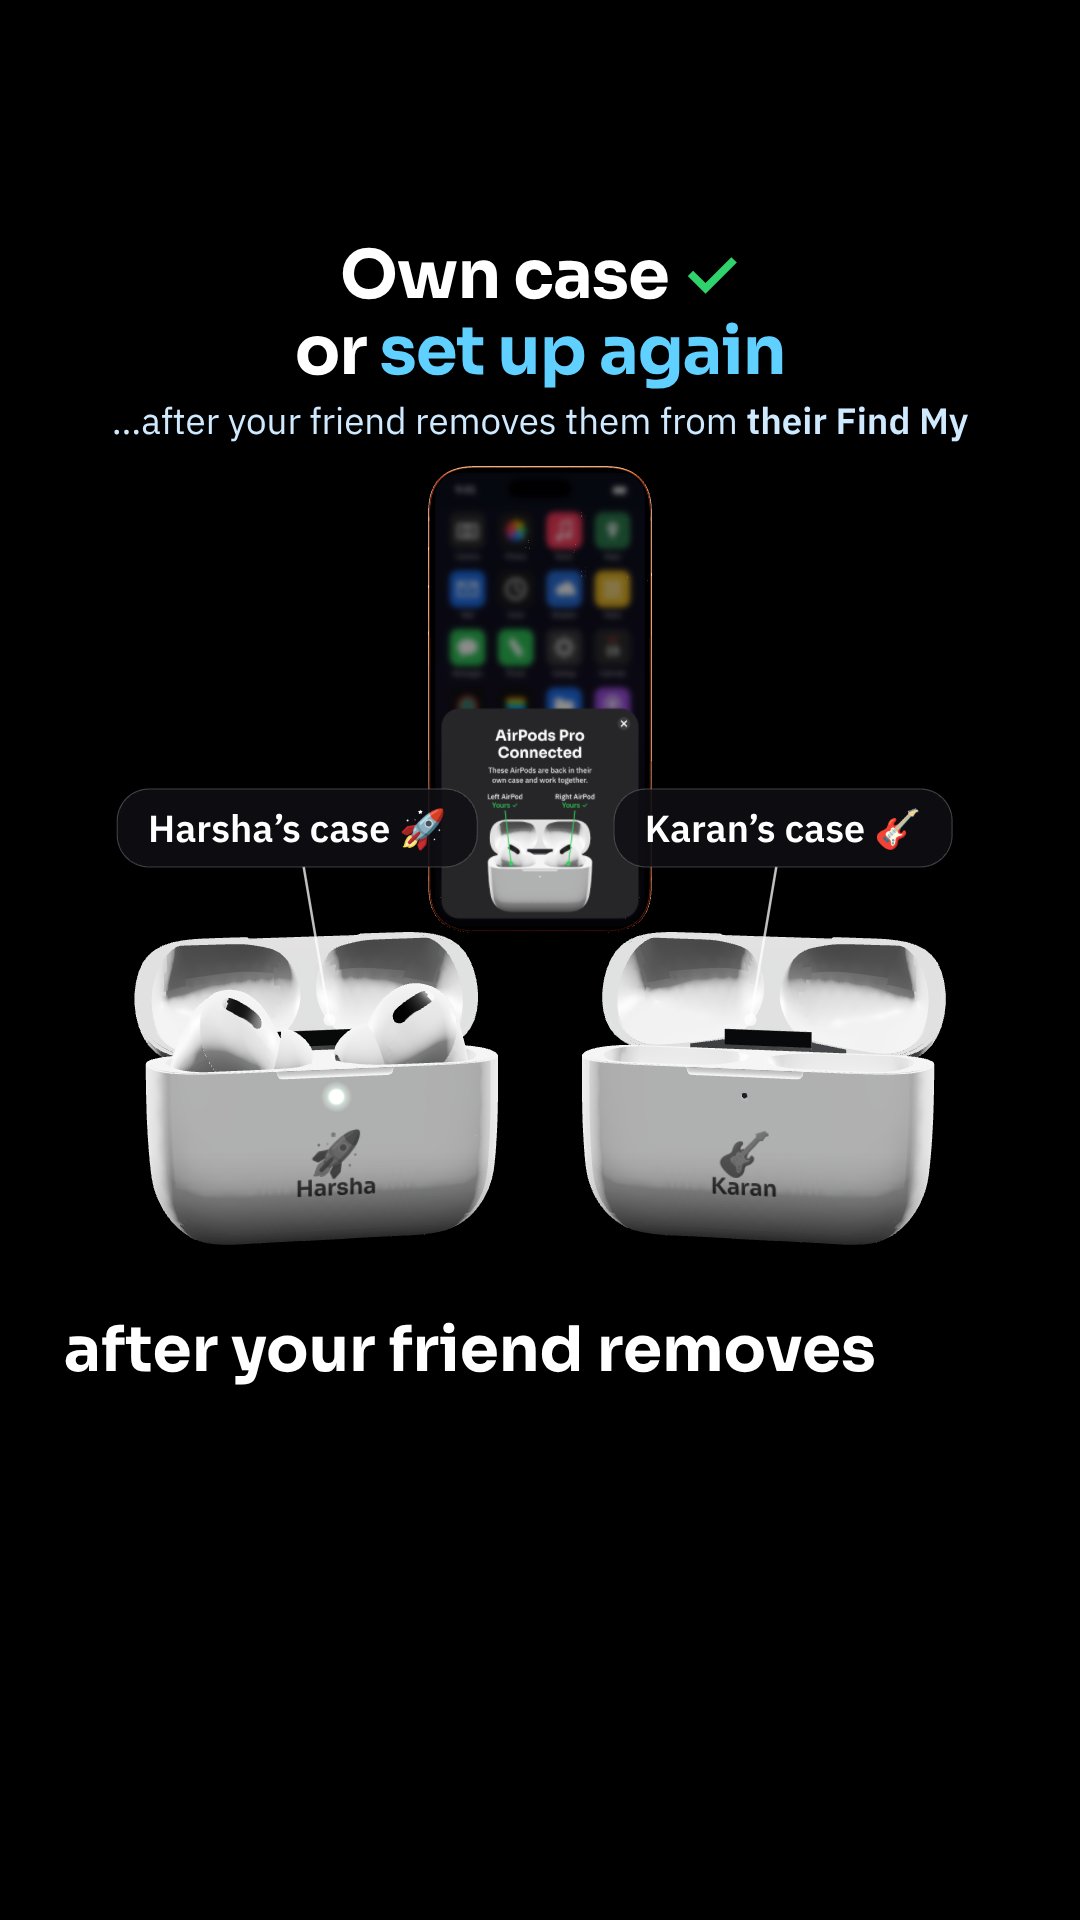 Own case ✓
or set up again
...after your friend removes them from their Find My
AirPods Pro
Connected
These AirPods are back in their
own case and work together.
Left AirPod
Yours ✓
Right AirPod
Yours ✓
Harsha's case 🚀
Karan's case 🎸
Harsha
Karan
after your friend removes